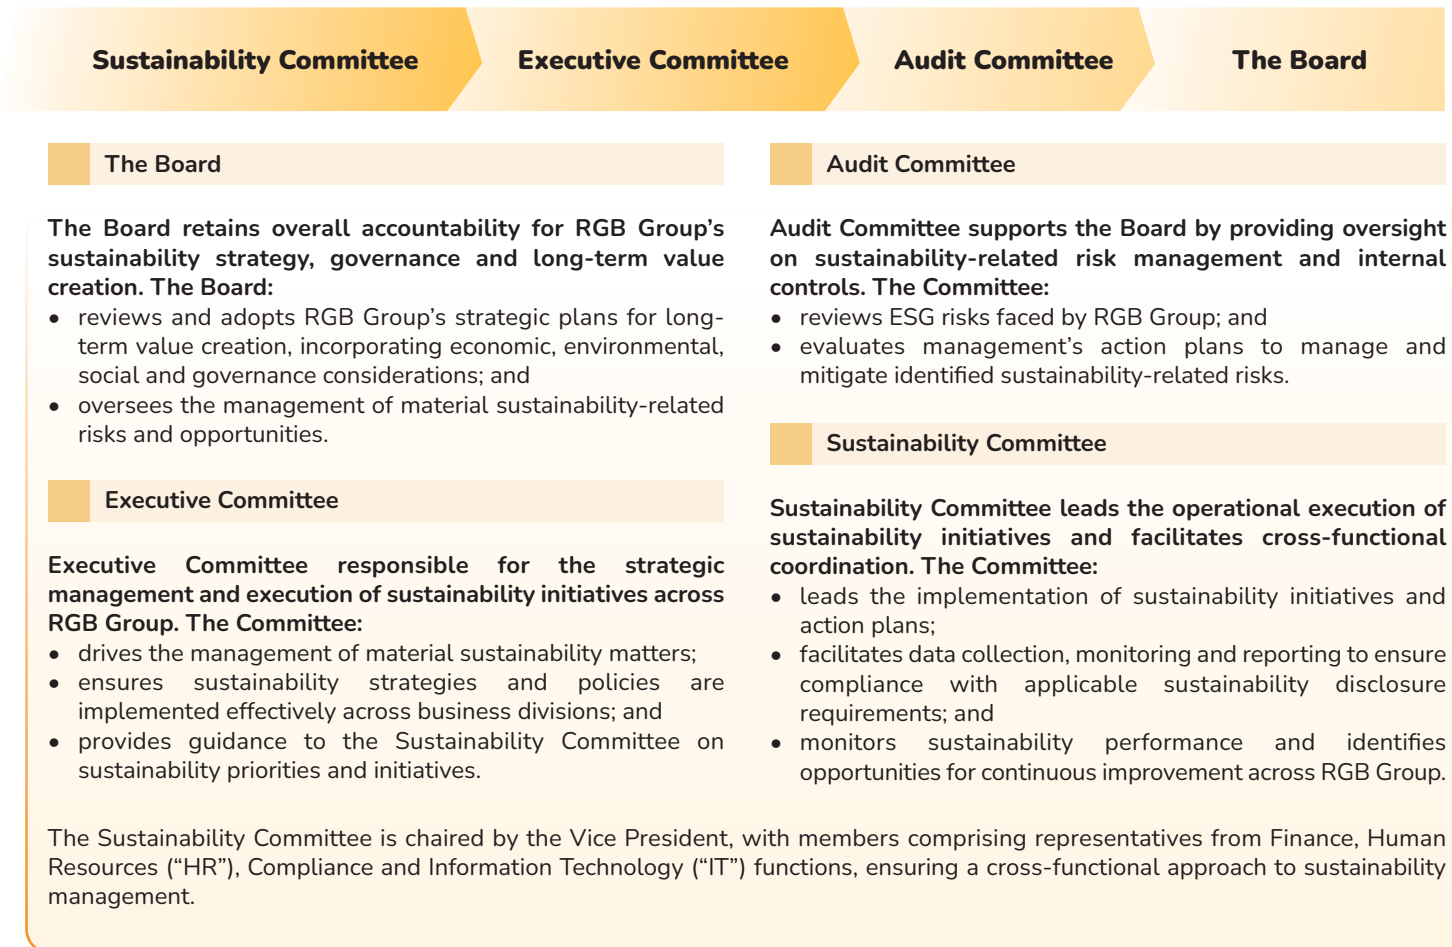 Sustainability Committee
Executive Committee
Audit Committee
The Board
The Board
The Board retains overall accountability for RGB Group’s
sustainability strategy, governance and long-term value
creation. The Board:
• reviews and adopts RGB Group’s strategic plans for long-
term value creation, incorporating economic, environmental,
social and governance considerations; and
• oversees the management of material sustainability-related
risks and opportunities.
Executive Committee
Executive Committee responsible for the strategic
management and execution of sustainability initiatives across
RGB Group. The Committee:
• drives the management of material sustainability matters;
• ensures sustainability strategies and policies are
implemented effectively across business divisions; and
• provides guidance to the Sustainability Committee on
sustainability priorities and initiatives.
Audit Committee
Audit Committee supports the Board by providing oversight
on sustainability-related risk management and internal
controls. The Committee:
• reviews ESG risks faced by RGB Group; and
• evaluates management’s action plans to manage and
mitigate identified sustainability-related risks.
Sustainability Committee
Sustainability Committee leads the operational execution of
sustainability initiatives and facilitates cross-functional
coordination. The Committee:
• leads the implementation of sustainability initiatives and
action plans;
• facilitates data collection, monitoring and reporting to ensure
compliance with applicable sustainability disclosure
requirements; and
• monitors sustainability performance and identifies
opportunities for continuous improvement across RGB Group.
The Sustainability Committee is chaired by the Vice President, with members comprising representatives from Finance, Human
Resources (“HR”), Compliance and Information Technology (“IT”) functions, ensuring a cross-functional approach to sustainability
management.